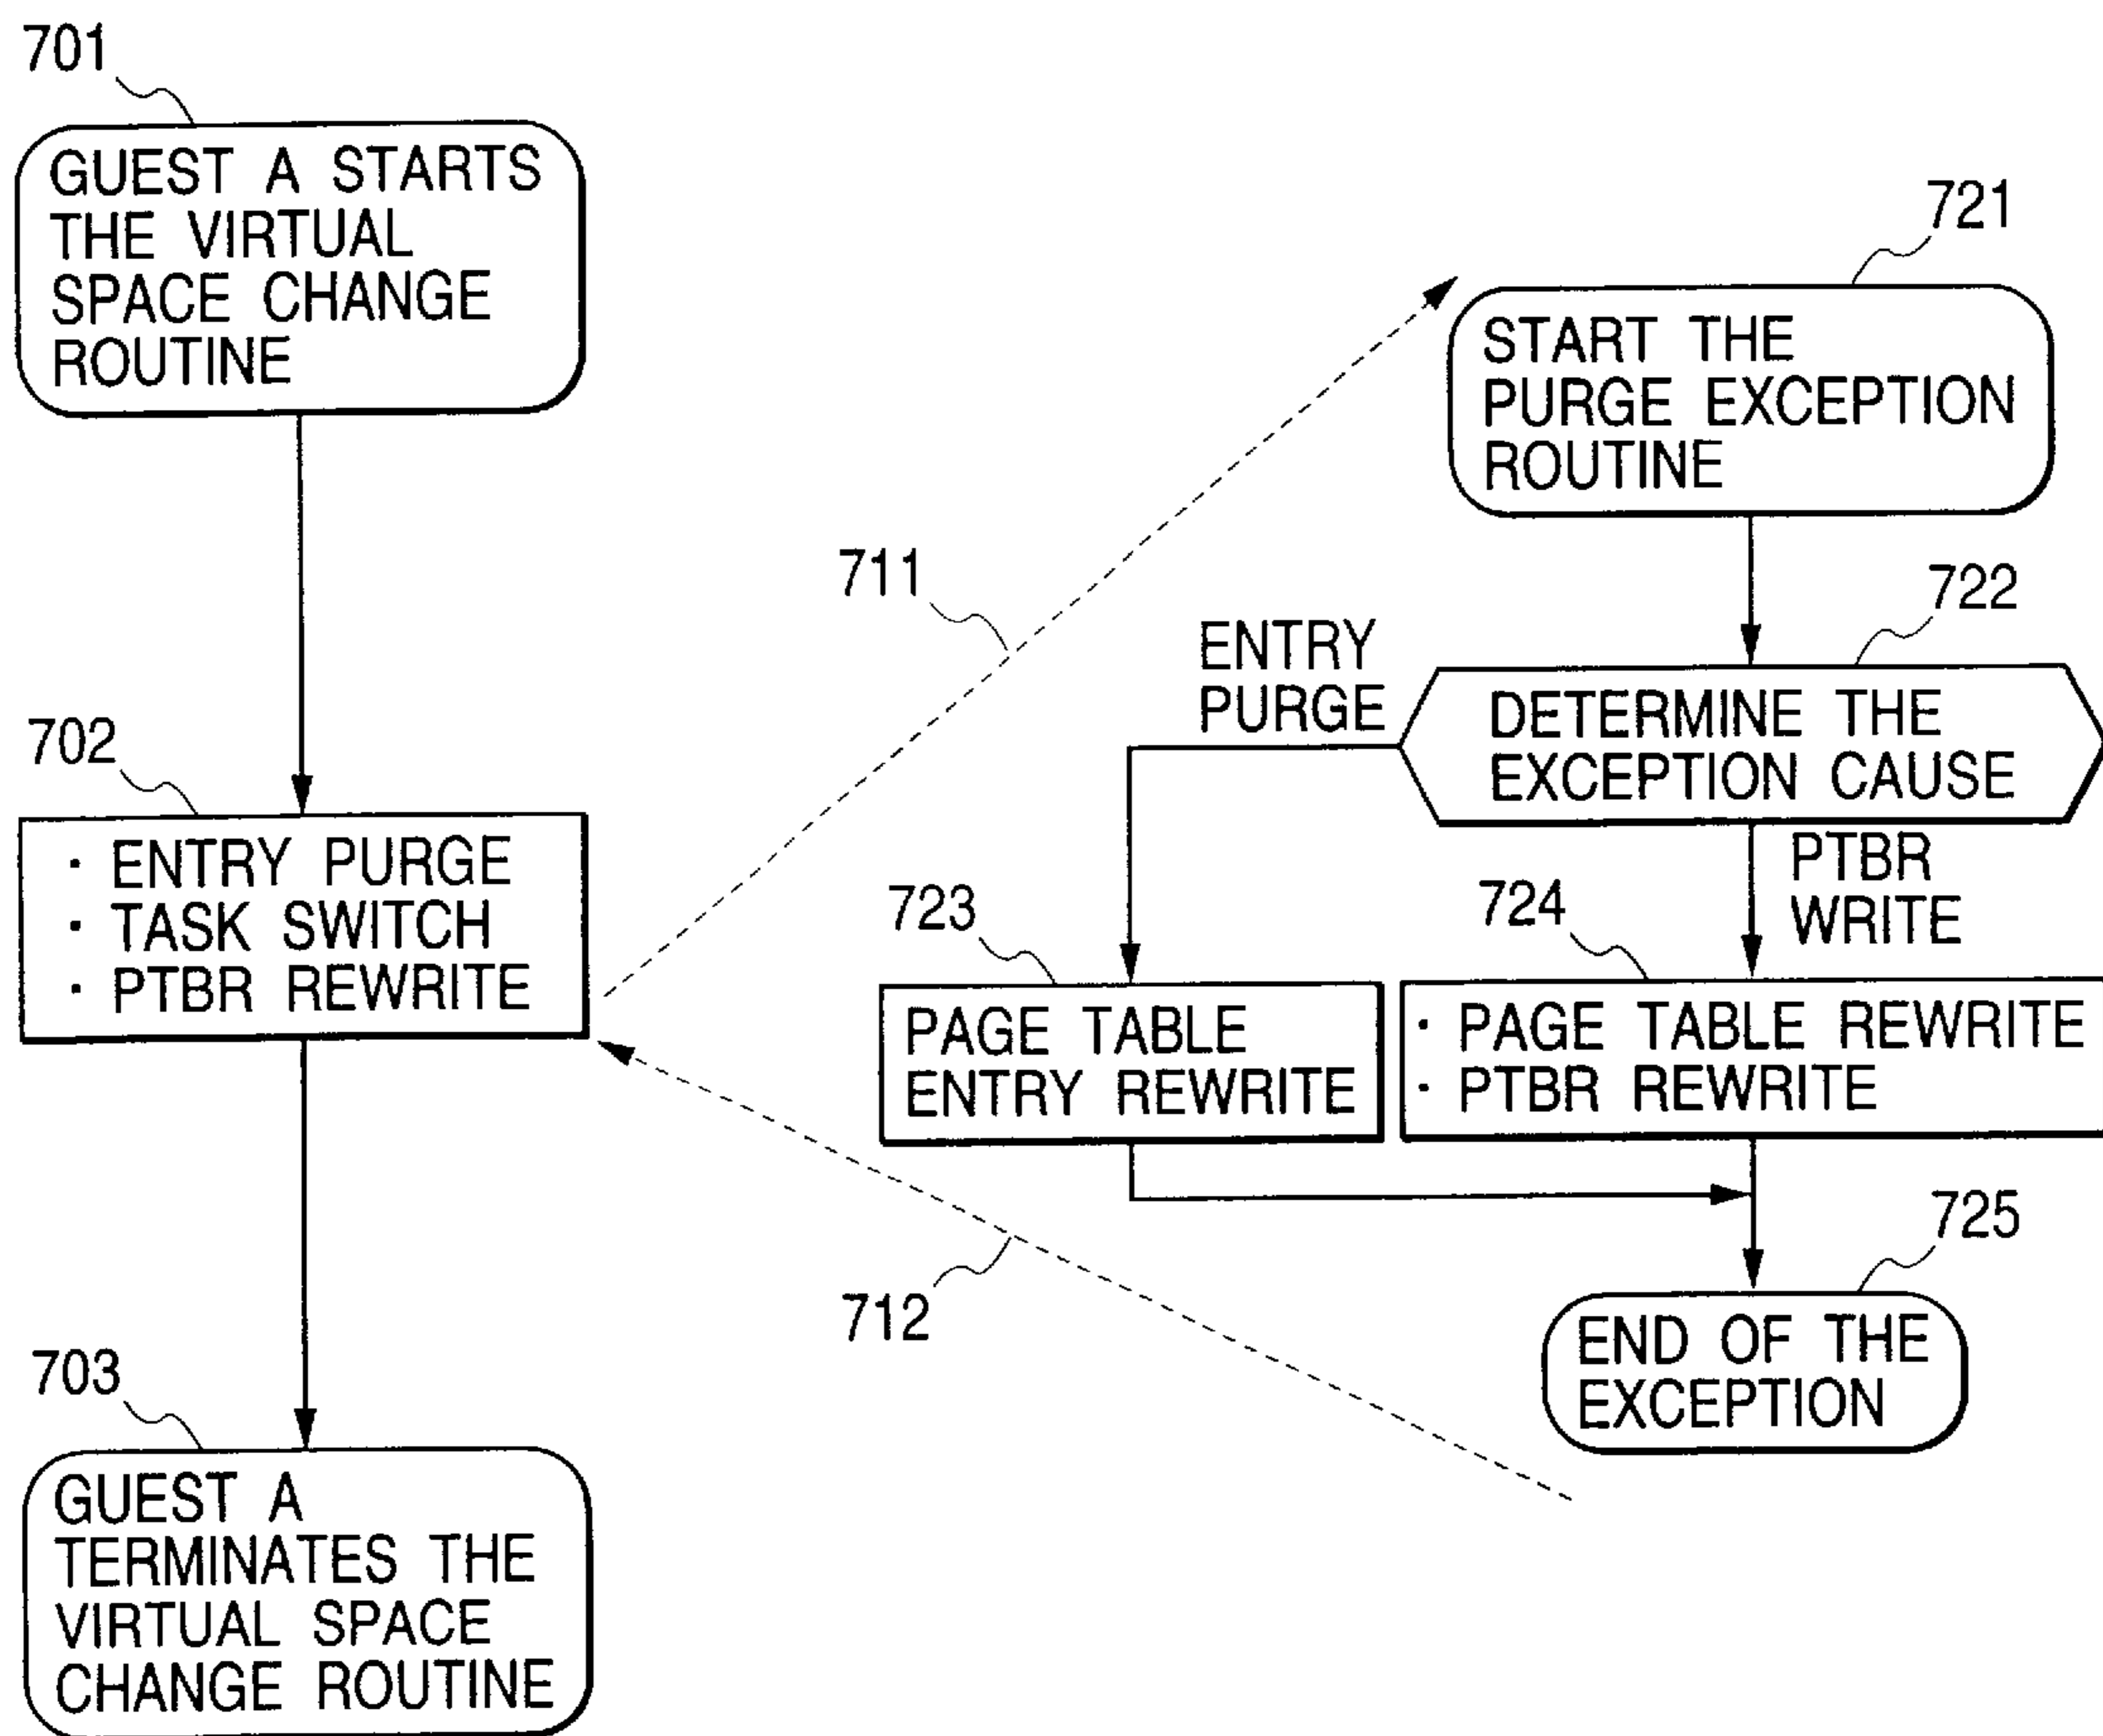 701
GUEST A STARTS
THE VIRTUAL
SPACE CHANGE
ROUTINE
702
· ENTRY PURGE
· TASK SWITCH
· PTBR REWRITE
703
GUEST A
TERMINATES THE
VIRTUAL SPACE
CHANGE ROUTINE
711
712
721
START THE
PURGE EXCEPTION
ROUTINE
722
DETERMINE THE
EXCEPTION CAUSE
ENTRY
PURGE
PTBR
WRITE
723
PAGE TABLE
ENTRY REWRITE
724
· PAGE TABLE REWRITE
· PTBR REWRITE
725
END OF THE
EXCEPTION